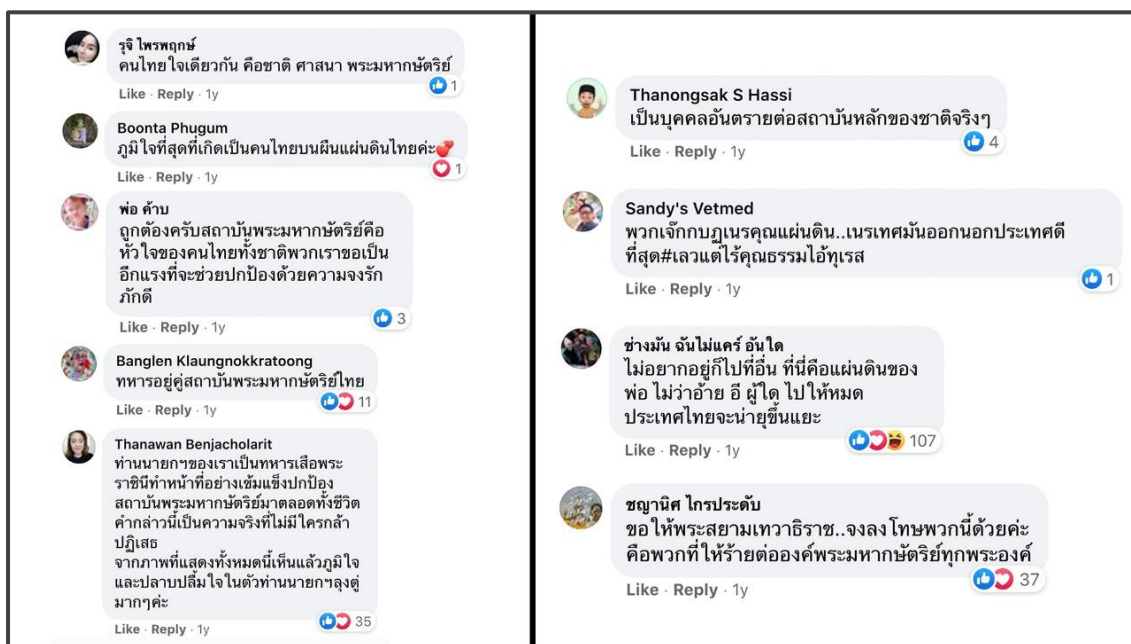 รุจิ ไพรพฤกษ์
คนไทยใจเดียวกัน คือชาติ ศาสนา พระมหากษัตริย์
1
Like · Reply · 1y
Boonta Phugum
ภูมิใจที่สุดที่เกิดเป็นคนไทยบนผืนแผ่นดินไทยค่ะ💕
1
Like · Reply · 1y
พ่อ ค้าบ
ถูกต้องครับสถาบันพระมหากษัตริย์คือ
หัวใจของคนไทยทั้งชาติพวกเราขอเป็น
อีกแรงที่จะช่วยปกป้องด้วยความจงรัก
ภักดี
3
Like · Reply · 1y
Banglen Klaungnokkratoong
ทหารอยู่คู่สถาบันพระมหากษัตริย์ไทย
11
Like · Reply · 1y
Thanawan Benjacholarit
ท่านนายกฯของเราเป็นทหารเสือพระ
ราชินีทำหน้าที่อย่างเข้มแข็งปกป้อง
สถาบันพระมหากษัตริย์มาตลอดทั้งชีวิต
คำกล่าวนี้เป็นความจริงที่ไม่มีใครกล้า
ปฏิเสธ
จากภาพที่แสดงทั้งหมดนี้เห็นแล้วภูมิใจ
และปลาบปลื้มใจในตัวท่านนายกฯลุงตู่
มากๆค่ะ
35
Like · Reply · 1y
Thanongsak S Hassi
เป็นบุคคลอันตรายต่อสถาบันหลักของชาติจริงๆ
4
Like · Reply · 1y
Sandy's Vetmed
พวกเจ๊กกบฏเนรคุณแผ่นดิน..เนรเทศมันออกนอกประเทศดี
ที่สุด#เลวแต่ไร้คุณธรรมไอ้ทุเรส
1
Like · Reply · 1y
ช่างมัน ฉันไม่แคร์ อันใด
ไม่อยากอยู่ก็ไปที่อื่น ที่นี่คือแผ่นดินของ
พ่อ ไม่ว่าอ้าย อี ผู้ใด ไปให้หมด
ประเทศไทยจะน่ายุขึ้นแยะ
107
Like · Reply · 1y
ชญานิศ ไกรประดับ
ขอให้พระสยามเทวาธิราช..จงลงโทษพวกนี้ด้วยค่ะ
คือพวกที่ให้ร้ายต่อองค์พระมหากษัตริย์ทุกพระองค์
37
Like · Reply · 1y